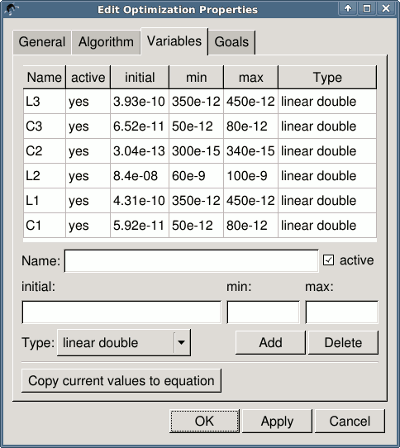 Edit Optimization Properties
General Algorithm Variables Goals
Name active initial min max Type
L3 yes 3.93e-10 350e-12 450e-12 linear double
C3 yes 6.52e-11 50e-12 80e-12 linear double
C2 yes 3.04e-13 300e-15 340e-15 linear double
L2 yes 8.4e-08 60e-9 100e-9 linear double
L1 yes 4.31e-10 350e-12 450e-12 linear double
C1 yes 5.92e-11 50e-12 80e-12 linear double
Name: active
initial: min: max:
Type: linear double Add Delete
Copy current values to equation
OK Apply Cancel